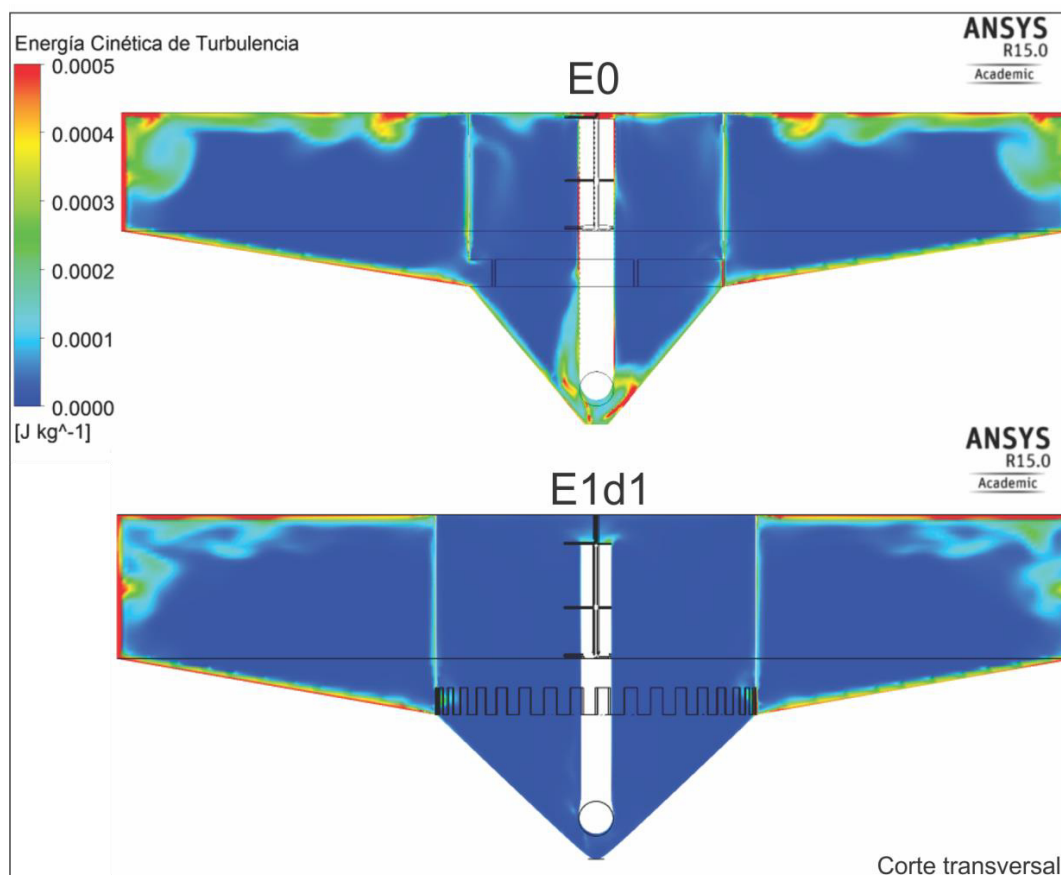 Energía Cinética de Turbulencia
ANSYS
R15.0
Academic
E0
0.0005
0.0004
0.0003
0.0002
0.0001
0.0000
[J kg^-1]
ANSYS
R15.0
Academic
E1d1
Corte transversal